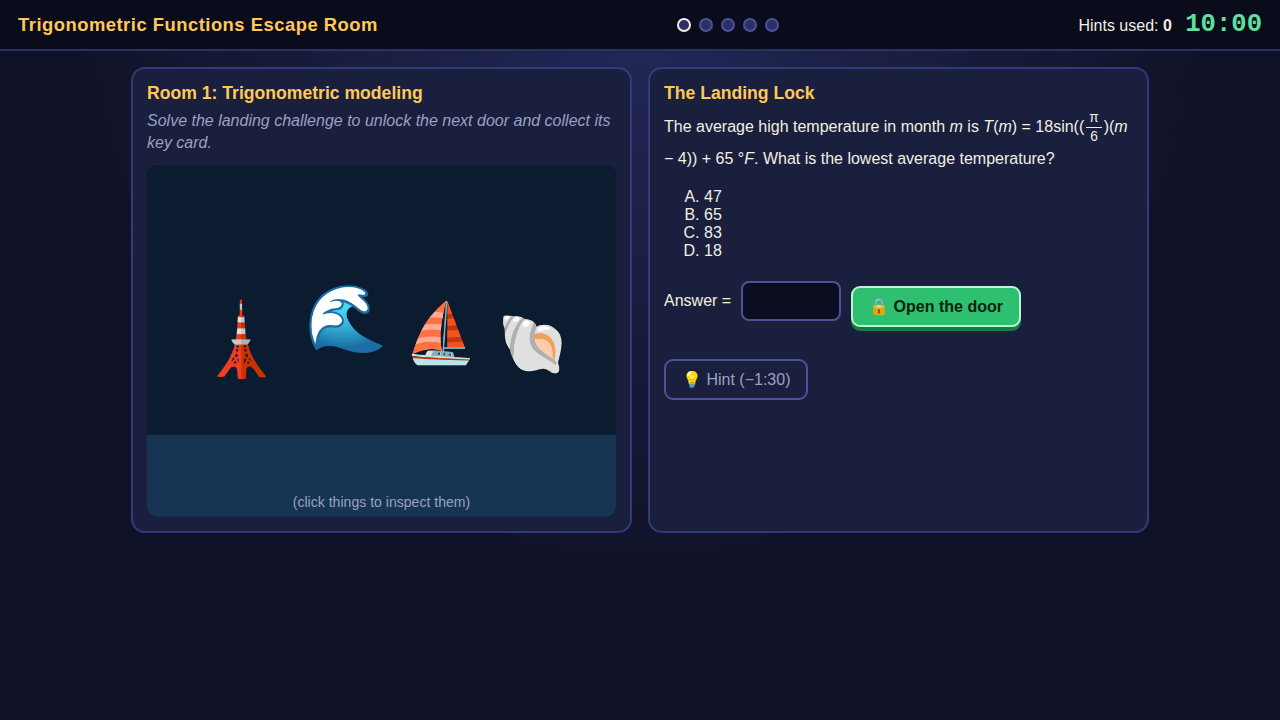 Trigonometric Functions Escape Room
Hints used: 0 10:00
Room 1: Trigonometric modeling
Solve the landing challenge to unlock the next door and collect its
key card.
(click things to inspect them)
The Landing Lock
The average high temperature in month m is T(m) = 18sin((π/6)(m
− 4)) + 65 °F. What is the lowest average temperature?
A. 47
B. 65
C. 83
D. 18
Answer =
🔒 Open the door
💡 Hint (−1:30)